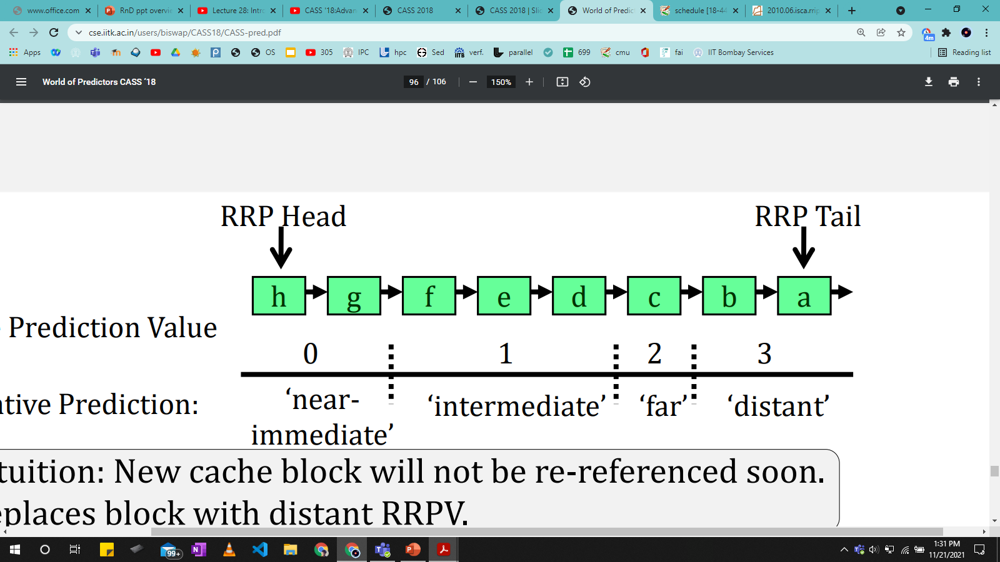 www.office.com
RnD ppt overvie
Lecture 28: Intro
CASS '18:Advan
CASS 2018
CASS 2018 | Slid
World of Predic
schedule [18-44
2010.06.isca.rrip
cse.iitk.ac.in/users/biswap/CASS18/CASS-pred.pdf
4m
Apps
OS
305
IPC
hpc
Sed
verf.
parallel
699
cmu
fai
IIT Bombay Services
Reading list
World of Predictors CASS ‘18
96 / 106
150%
RRP Head
RRP Tail
h g f e d c b a
Prediction Value
0 1 2 3
tive Prediction:
‘near-
immediate’
‘intermediate’
‘far’
‘distant’
tuition: New cache block will not be re-referenced soon.
eplaces block with distant RRPV.
99+
1:31 PM
11/21/2021